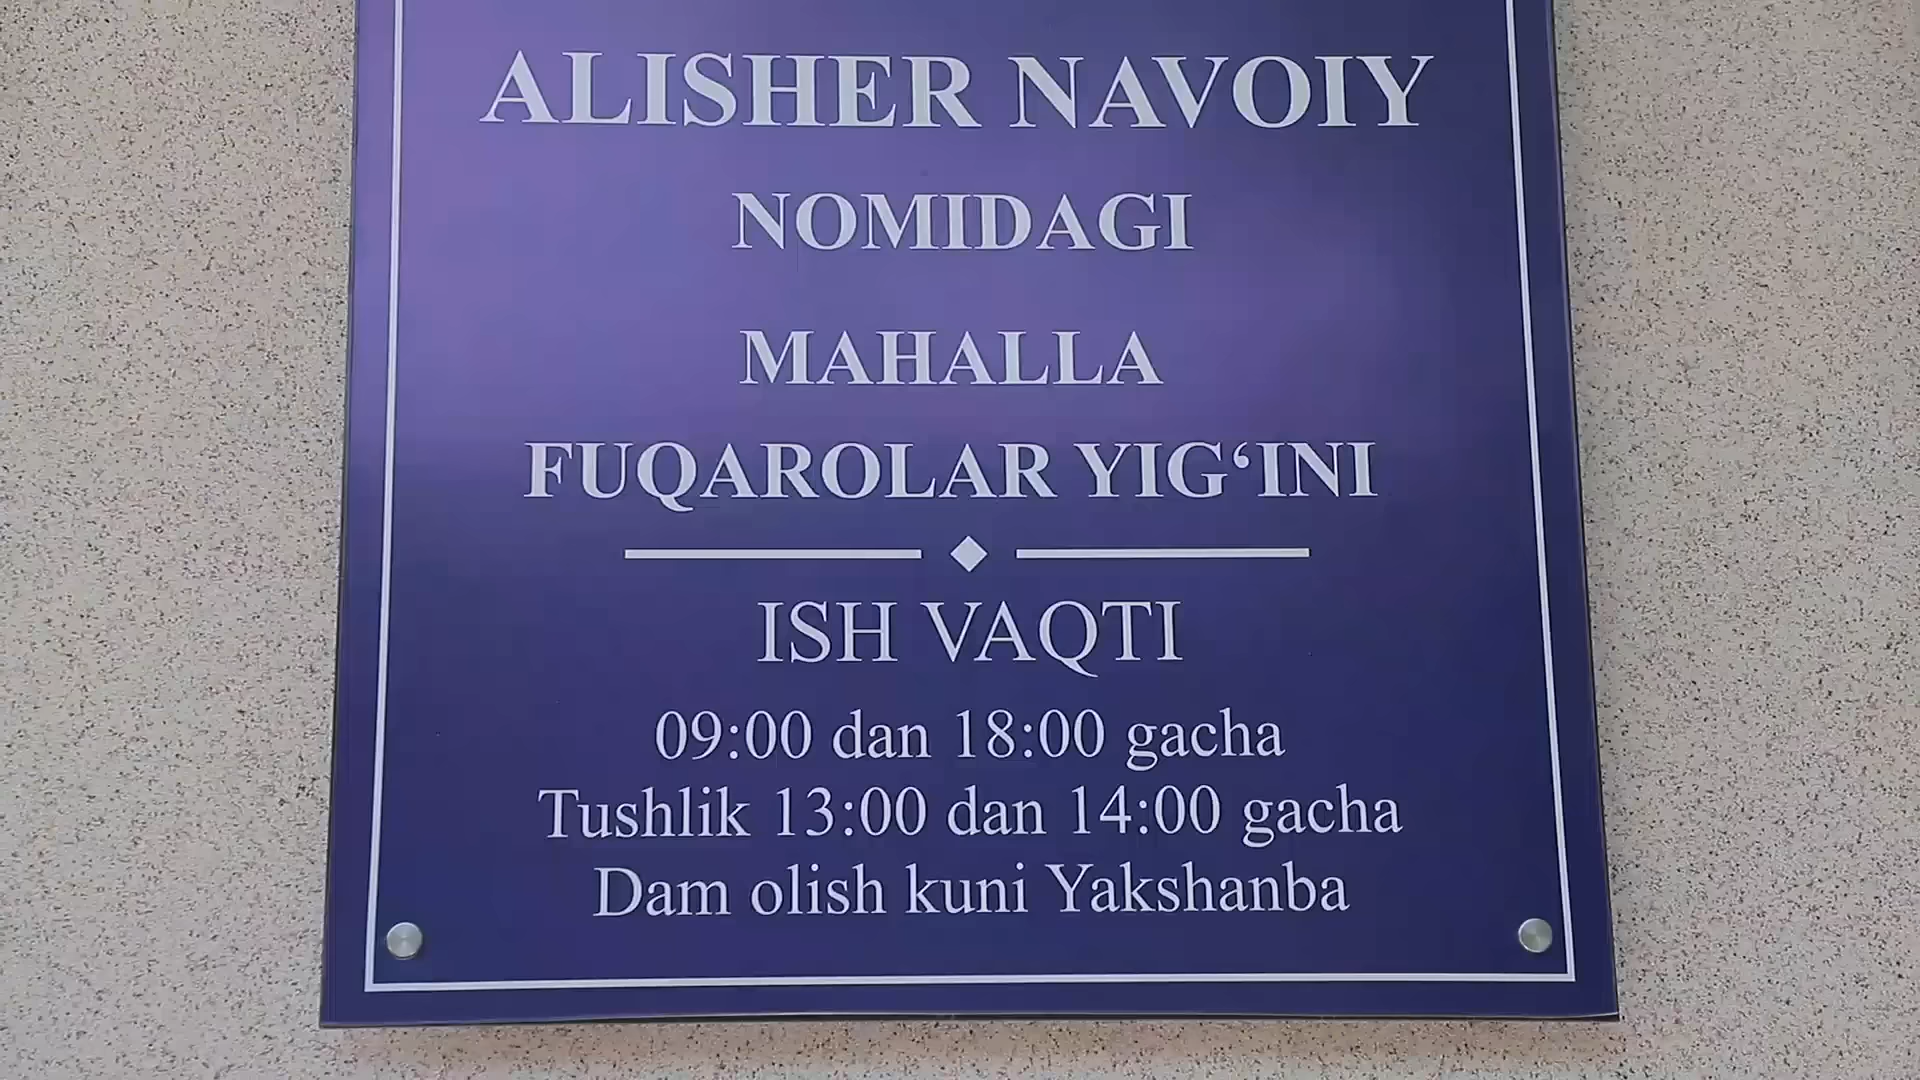 ALISHER NAVOIY
NOMIDAGI
MAHALLA
FUQAROLAR YIG‘INI
ISH VAQTI
09:00 dan 18:00 gacha
Tushlik 13:00 dan 14:00 gacha
Dam olish kuni Yakshanba